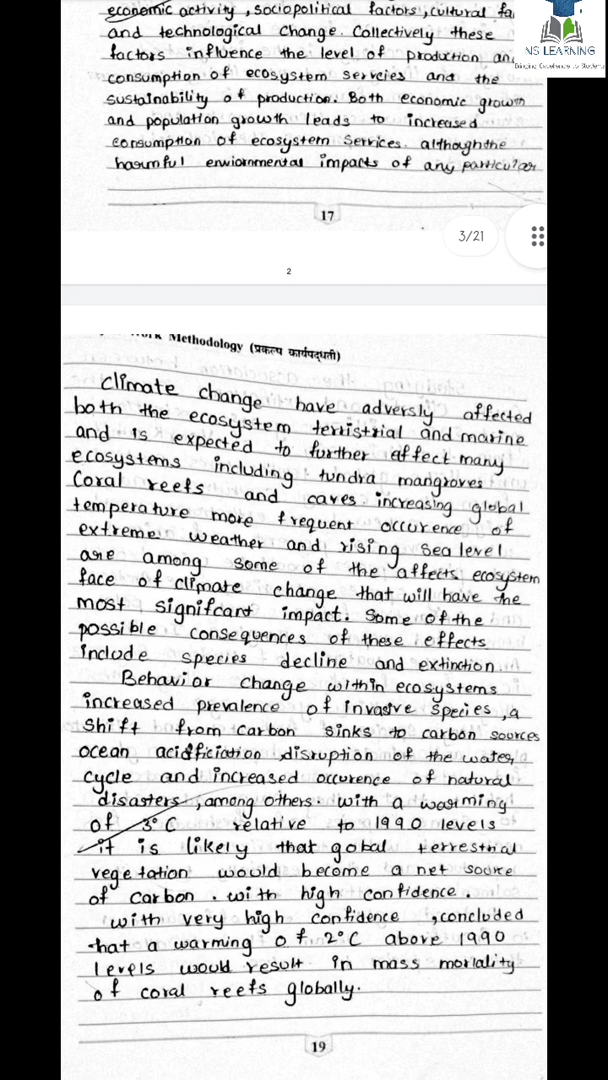 economic activity, sociopolitical factors, cultural fa
and technological change. Collectively these
factors influence the level of production an
consumption of ecosystem serveies and the
sustainability of production. Both economic growth
and population growth leads to increased
consumption of ecosystem Services. although the
harmful enviornmental impacts of any particular
NS LEARNING
Bringing Excellence to Students
17
3/21
2
Methodology (प्रकल्प कार्यपद्धती)
Climate change have adversly affected
both the ecosystem terristrial and marine
and is expected to further affect many
ecosystems including tundra mangroves
Coral reefs and caves. increasing global
temperature more frequent occurence of
extreme weather and rising sea level
are among some of the affects ecosystem
face of climate change that will have the
most signifcant impact. Some of the
possible consequences of these effects
include species decline and extinction.
Behavior change within ecosystems
increased prevalence of invasive species, a
Shift from carbon sinks to carbon sources
ocean acidficiation, disruption of the water
cycle and increased occurence of natural
disasters, among others. with a warming
of 3°C relative to 1990 levels
it is likely that gobal terrestrial
vegetation would become a net source
of carbon. with high confidence.
with very high confidence, concluded
that a warming of 2°C above 1990
levels would result in mass morlality
of coral reefs globally.
19